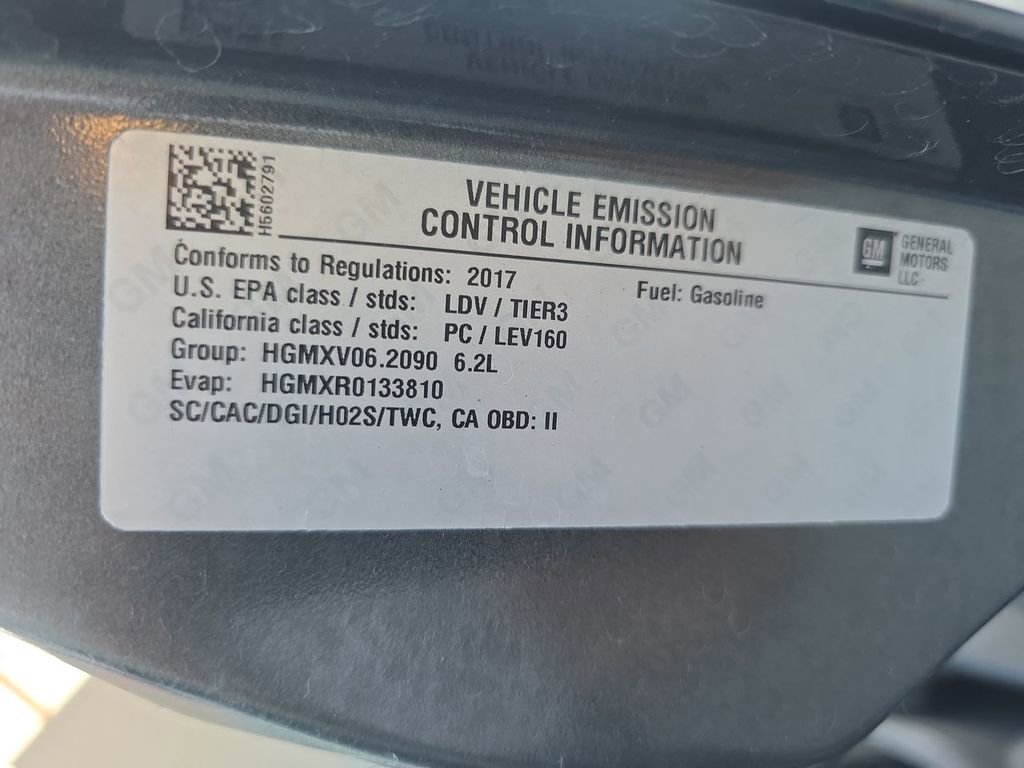 H5602791
VEHICLE EMISSION
CONTROL INFORMATION
GM
GENERAL
MOTORS
LLC
Conforms to Regulations: 2017
Fuel: Gasoline
U.S. EPA class / stds: LDV / TIER3
California class / stds: PC / LEV160
Group: HGMXV06.2090 6.2L
Evap: HGMXR0133810
SC/CAC/DGI/HO2S/TWC, CA OBD: II